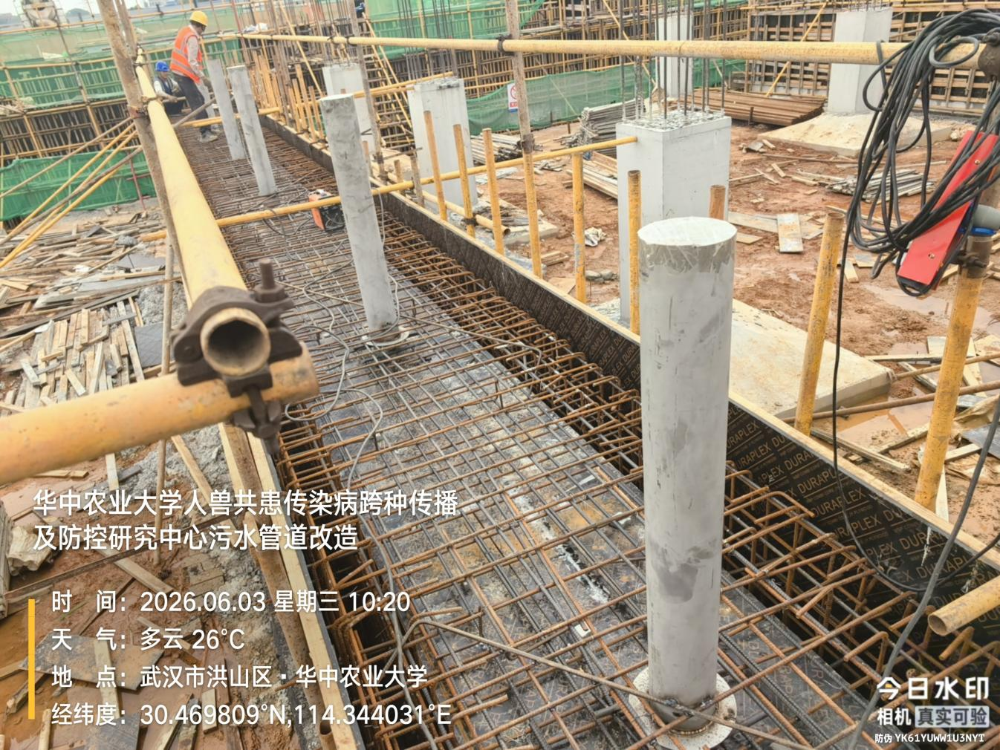 华中农业大学人兽共患传染病跨种传播
及防控研究中心污水管道改造
时 间：2026.06.03 星期三 10:20
天 气：多云 26°C
地 点：武汉市洪山区·华中农业大学
经纬度：30.469809°N,114.344031°E
DURAPLEX DURAPLEX
DURAPLEX DURAPLEX
今日水印
相机 真实可验
防伪 YK61YUWW1U3NYT